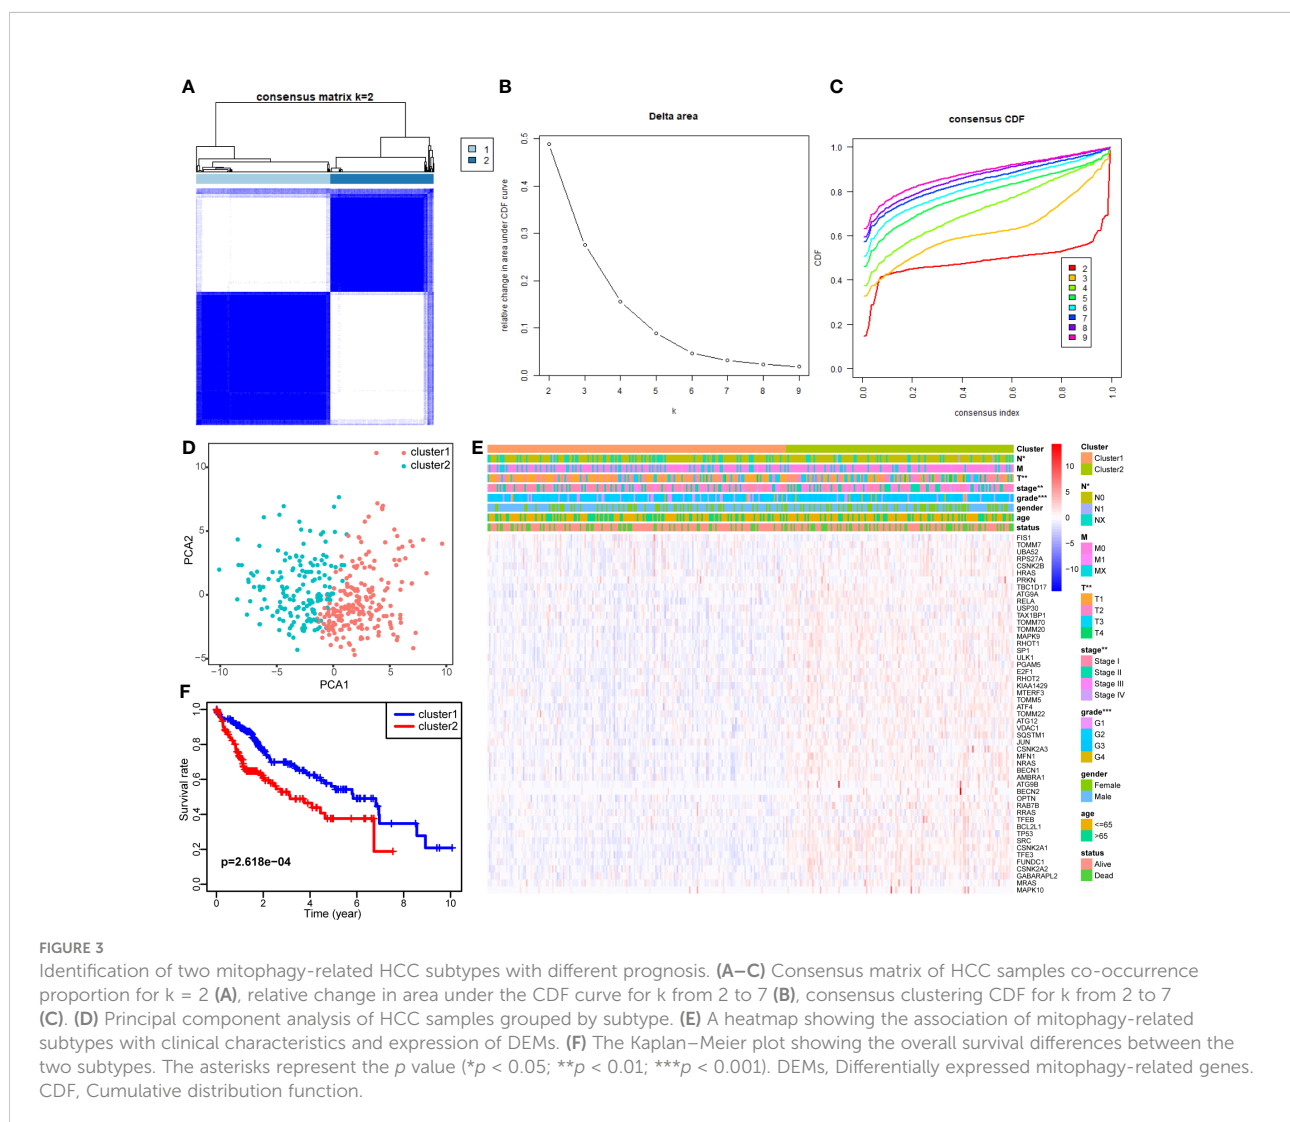 A
consensus matrix k=2
1
2
B
Delta area
relative change in area under CDF curve
0.5
0.4
0.3
0.2
0.1
0.0
2 3 4 5 6 7 8 9
k
C
consensus CDF
CDF
1.0
0.8
0.6
0.4
0.2
0.0
2
3
4
5
6
7
8
9
0.0 0.2 0.4 0.6 0.8 1.0
consensus index
D
cluster1
cluster2
PCA2
10
5
0
−5
−10 −5 0 5 10
PCA1
E
Cluster
N*
M
T**
stage**
grade***
gender
age
status
FIS1
TOMM7
UBA52
RPS27A
CSNK2B
HRAS
PRKN
TBC1D17
ATG9A
RELA
USP30
TAX1BP1
TOMM70
TOMM20
MAPK9
RHOT1
SP1
ULK1
PGAM5
E2F1
RHOT2
KIAA1429
MTERF3
TOMM5
ATF4
TOMM22
ATG12
VDAC1
SQSTM1
JUN
CSNK2A3
MFN1
NRAS
BECN1
AMBRA1
ATG9B
BECN2
OPTN
RAB7B
RRAS
TFEB
BCL2L1
TP53
SRC
CSNK2A1
TFE3
FUNDC1
CSNK2A2
GABARAPL2
MRAS
MAPK10
10
5
0
−5
−10
Cluster
Cluster1
Cluster2
N*
N0
N1
NX
M
M0
M1
MX
T**
T1
T2
T3
T4
stage**
Stage I
Stage II
Stage III
Stage IV
grade***
G1
G2
G3
G4
gender
Female
Male
age
<=65
>65
status
Alive
Dead
F
cluster1
cluster2
Survival rate
1.0
0.8
0.6
0.4
0.2
0.0
p=2.618e−04
0 2 4 6 8 10
Time (year)
FIGURE 3
Identification of two mitophagy-related HCC subtypes with different prognosis. (A–C) Consensus matrix of HCC samples co-occurrence
proportion for k = 2 (A), relative change in area under the CDF curve for k from 2 to 7 (B), consensus clustering CDF for k from 2 to 7
(C). (D) Principal component analysis of HCC samples grouped by subtype. (E) A heatmap showing the association of mitophagy-related
subtypes with clinical characteristics and expression of DEMs. (F) The Kaplan–Meier plot showing the overall survival differences between the
two subtypes. The asterisks represent the p value (*p < 0.05; **p < 0.01; ***p < 0.001). DEMs, Differentially expressed mitophagy-related genes.
CDF, Cumulative distribution function.